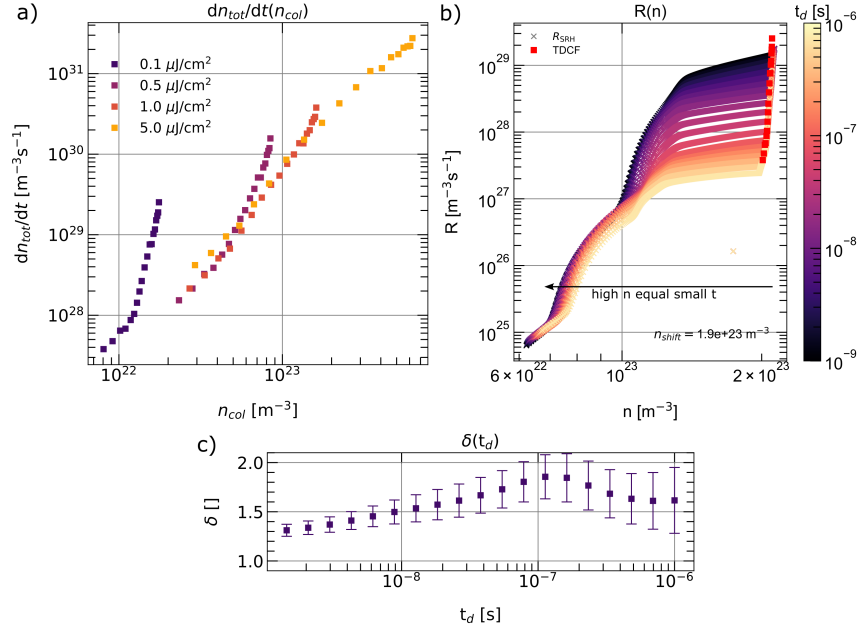 a)
dn_tot/dt(n_col)
dn_tot/dt [m⁻³s⁻¹]
10³¹
10³⁰
10²⁹
10²⁸
0.1 μJ/cm²
0.5 μJ/cm²
1.0 μJ/cm²
5.0 μJ/cm²
10²²
10²³
n_col [m⁻³]
b)
R(n)
R [m⁻³s⁻¹]
10²⁹
10²⁸
10²⁷
10²⁶
10²⁵
R_SRH
TDCF
high n equal small t
n_shift = 1.9e+23 m⁻³
6 × 10²²
10²³
2 × 10²³
n [m⁻³]
t_d [s]
10⁻⁶
10⁻⁷
10⁻⁸
10⁻⁹
c)
δ(t_d)
δ []
2.0
1.5
1.0
10⁻⁸
10⁻⁷
10⁻⁶
t_d [s]